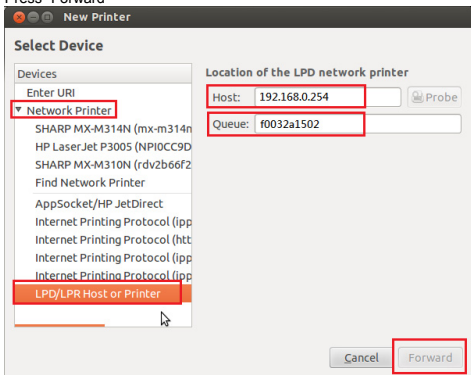 Press "Forward"
New Printer
Select Device
Devices
Enter URI
Network Printer
SHARP MX-M314N (mx-m314n
HP LaserJet P3005 (NPI0CC9D
SHARP MX-M310N (rdv2b66f2
Find Network Printer
AppSocket/HP JetDirect
Internet Printing Protocol (ipp
Internet Printing Protocol (htt
Internet Printing Protocol (ipp
Internet Printing Protocol (ipp
LPD/LPR Host or Printer
Location of the LPD network printer
Host: 192.168.0.254 Probe
Queue: f0032a1502
Cancel Forward